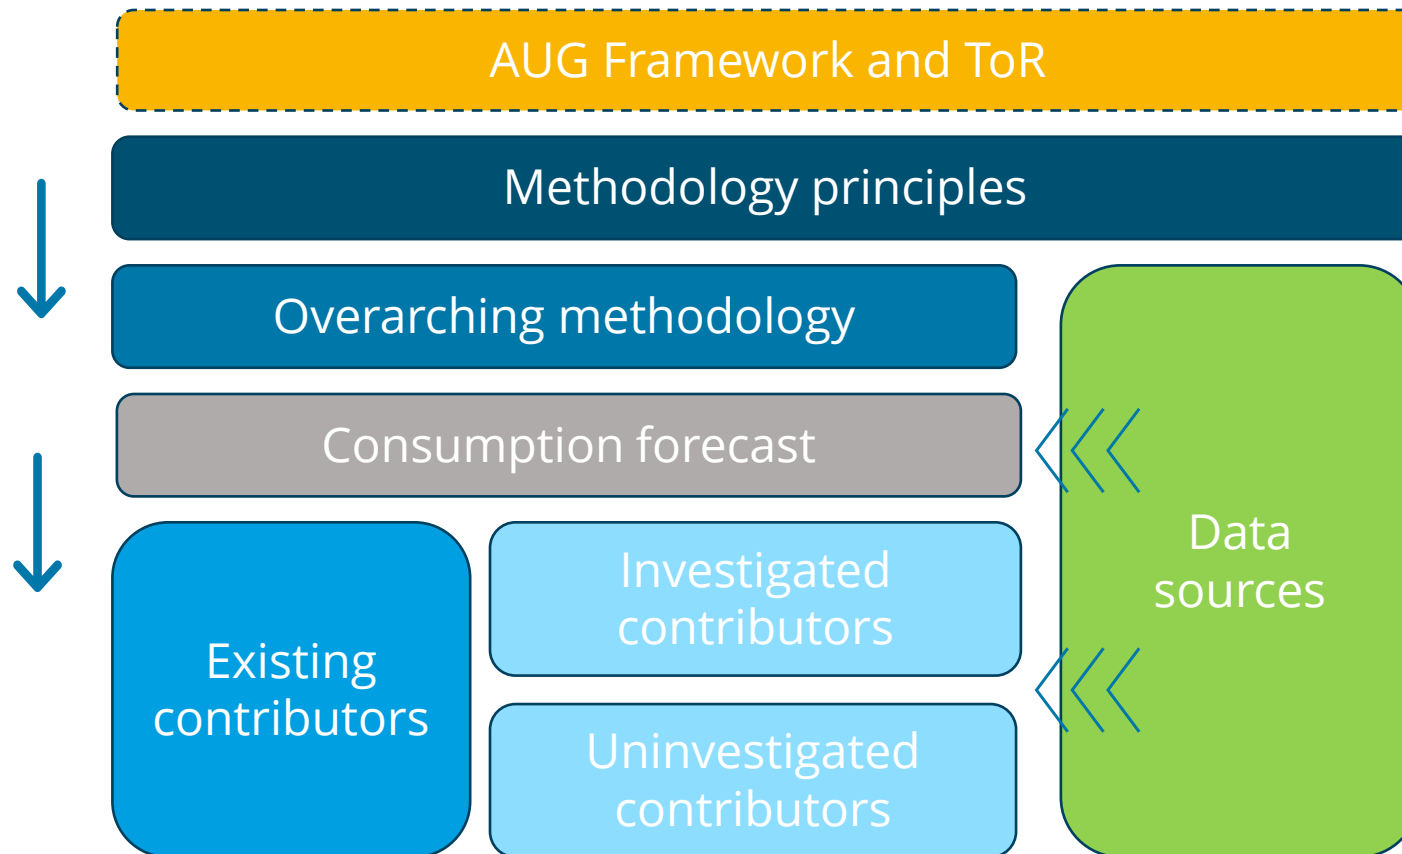 AUG Framework and ToR
Methodology principles
Overarching methodology
Consumption forecast
Existing
contributors
Investigated
contributors
Uninvestigated
contributors
Data
sources